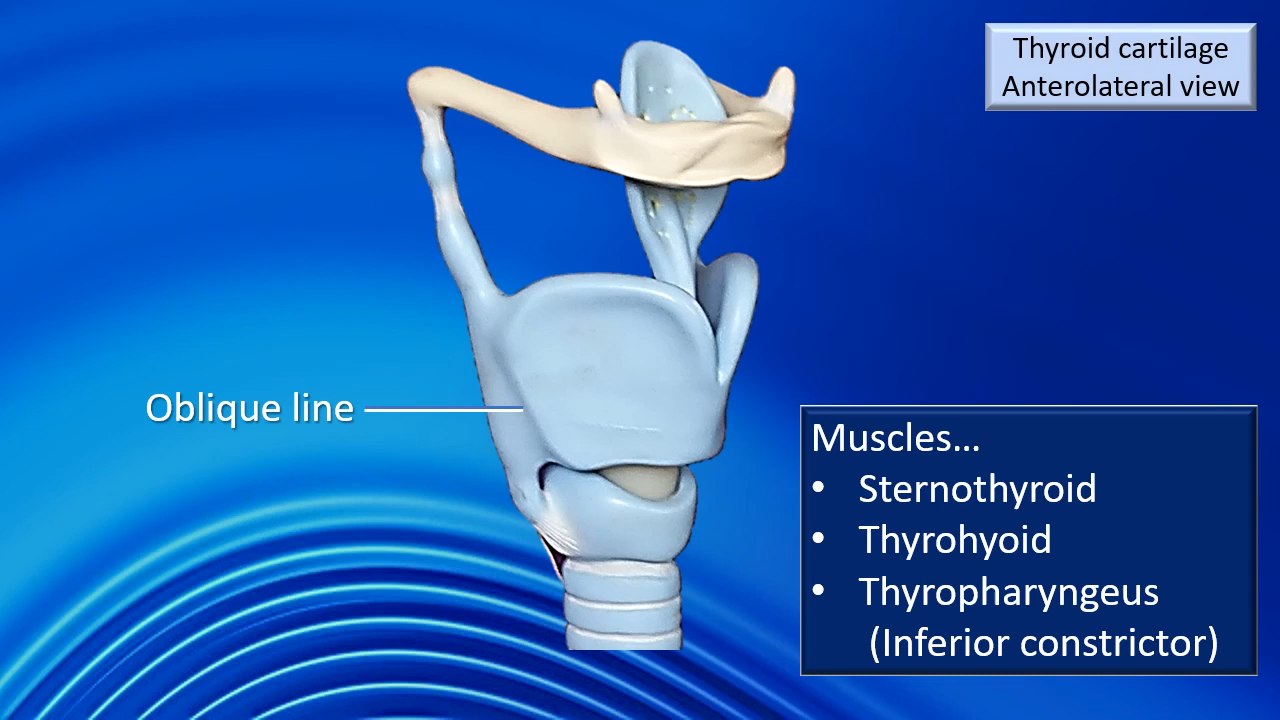 Thyroid cartilage
Anterolateral view
Oblique line
Muscles…
• Sternothyroid
• Thyrohyoid
• Thyropharyngeus
(Inferior constrictor)